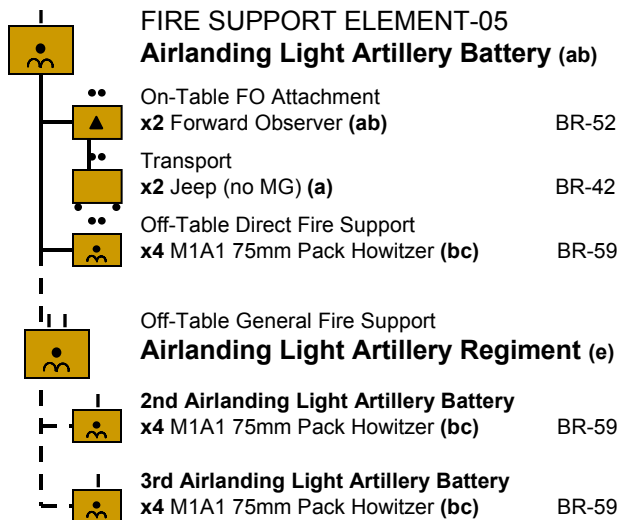 FIRE SUPPORT ELEMENT-05
Airlanding Light Artillery Battery (ab)
On-Table FO Attachment
x2 Forward Observer (ab) BR-52
Transport
x2 Jeep (no MG) (a) BR-42
Off-Table Direct Fire Support
x4 M1A1 75mm Pack Howitzer (bc) BR-59
Off-Table General Fire Support
Airlanding Light Artillery Regiment (e)
2nd Airlanding Light Artillery Battery
x4 M1A1 75mm Pack Howitzer (bc) BR-59
3rd Airlanding Light Artillery Battery
x4 M1A1 75mm Pack Howitzer (bc) BR-59